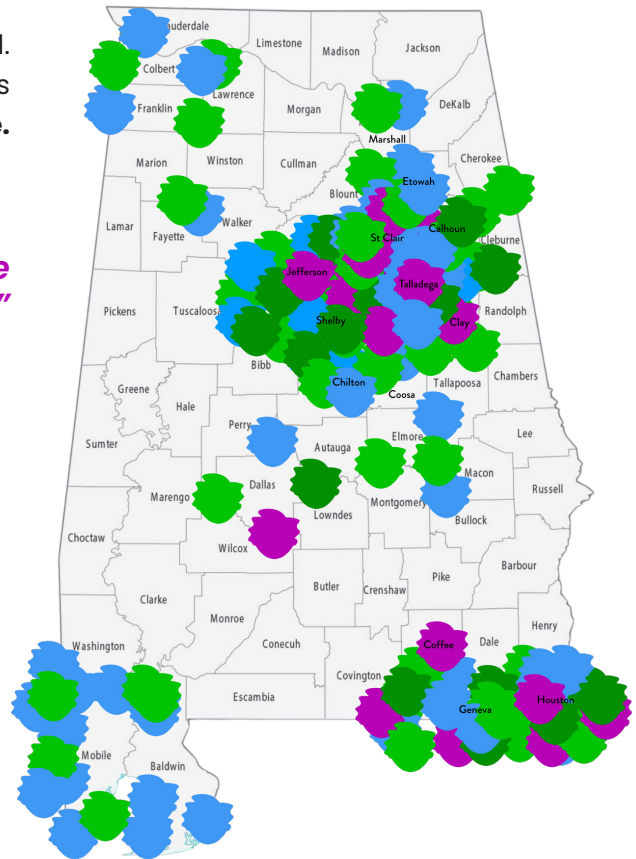 l.
s
e.
e
"
auderdale
Limestone
Madison
Jackson
Colbert
Lawrence
Franklin
Morgan
DeKalb
Marshall
Marion
Winston
Cullman
Cherokee
Etowah
Blount
Lamar
Fayette
Walker
St Clair
Calhoun
Cleburne
Jefferson
Talladega
Pickens
Tuscaloosa
Shelby
Clay
Randolph
Bibb
Greene
Chilton
Coosa
Tallapoosa
Chambers
Hale
Perry
Autauga
Elmore
Lee
Sumter
Dallas
Macon
Marengo
Lowndes
Montgomery
Russell
Bullock
Choctaw
Wilcox
Barbour
Butler
Crenshaw
Pike
Clarke
Monroe
Henry
Washington
Conecuh
Coffee
Dale
Covington
Escambia
Geneva
Houston
Mobile
Baldwin